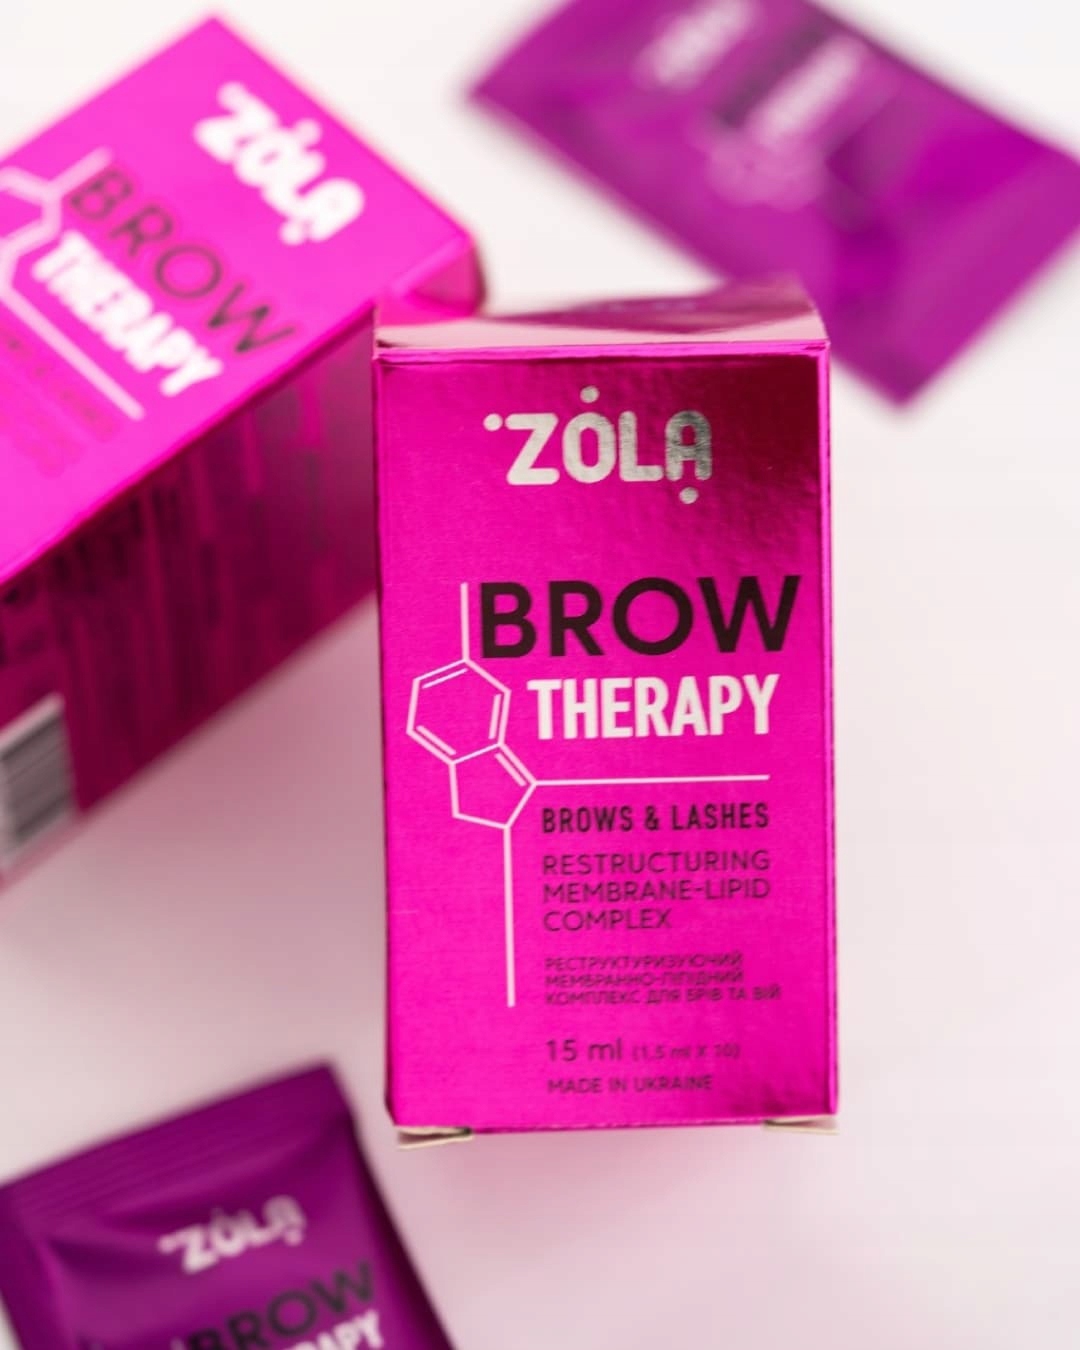 ZOLA
BROW
THERAPY
ZOLA
BROW
THERAPY
BROWS & LASHES
RESTRUCTURING
MEMBRANE-LIPID
COMPLEX
РЕСТРУКТУРИЗУЮЧИЙ
МЕМБРАННО-ЛІПІДНИЙ
КОМПЛЕКС ДЛЯ БРІВ ТА ВІЙ
15 ml (1,5 ml X 10)
MADE IN UKRAINE
ZOLA
BROW